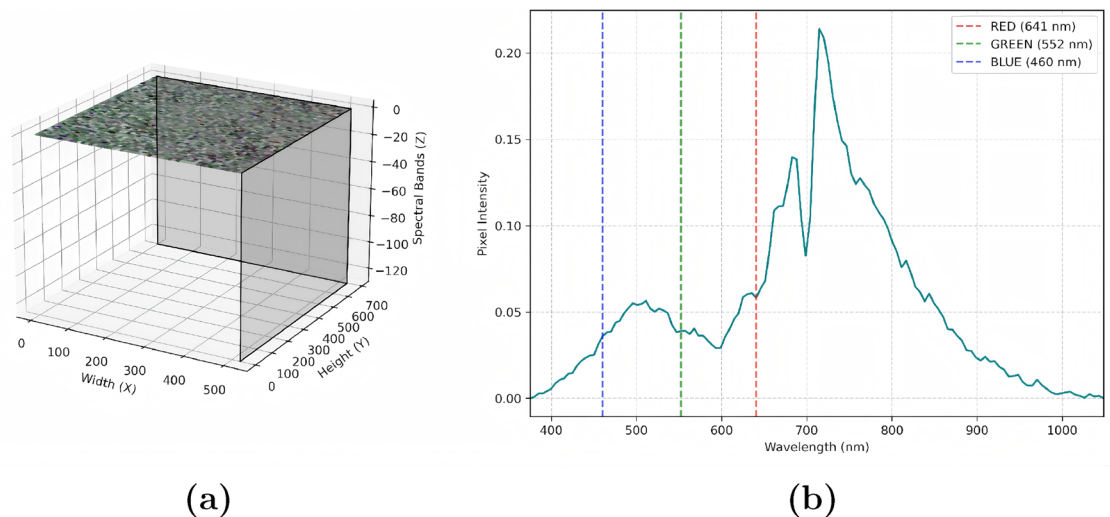 0
−20
−40
−60
−80
−100
−120
Spectral Bands (Z)
0
100
200
300
400
500
Width (X)
0
100
200
300
400
500
600
700
Height (Y)
(a)
RED (641 nm)
GREEN (552 nm)
BLUE (460 nm)
0.20
0.15
0.10
0.05
0.00
Pixel Intensity
400 500 600 700 800 900 1000
Wavelength (nm)
(b)